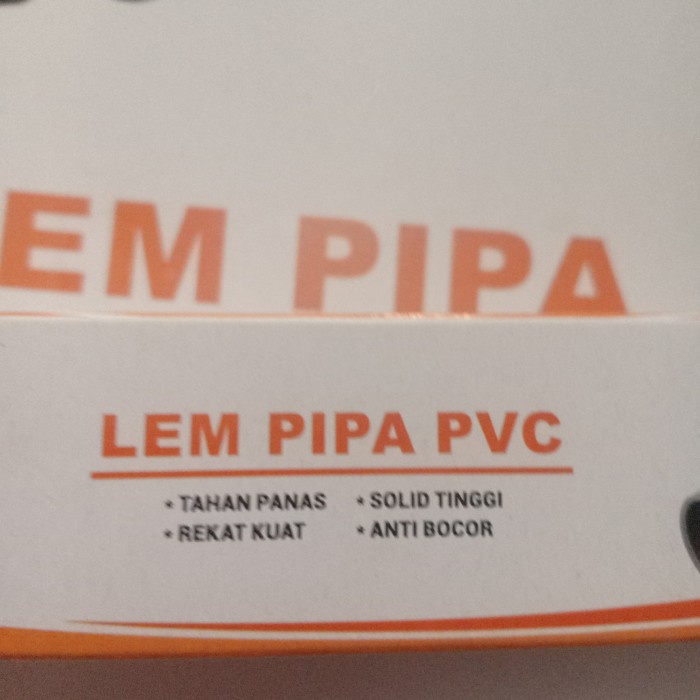 EM PIPA
LEM PIPA PVC
* TAHAN PANAS * SOLID TINGGI
* REKAT KUAT * ANTI BOCOR